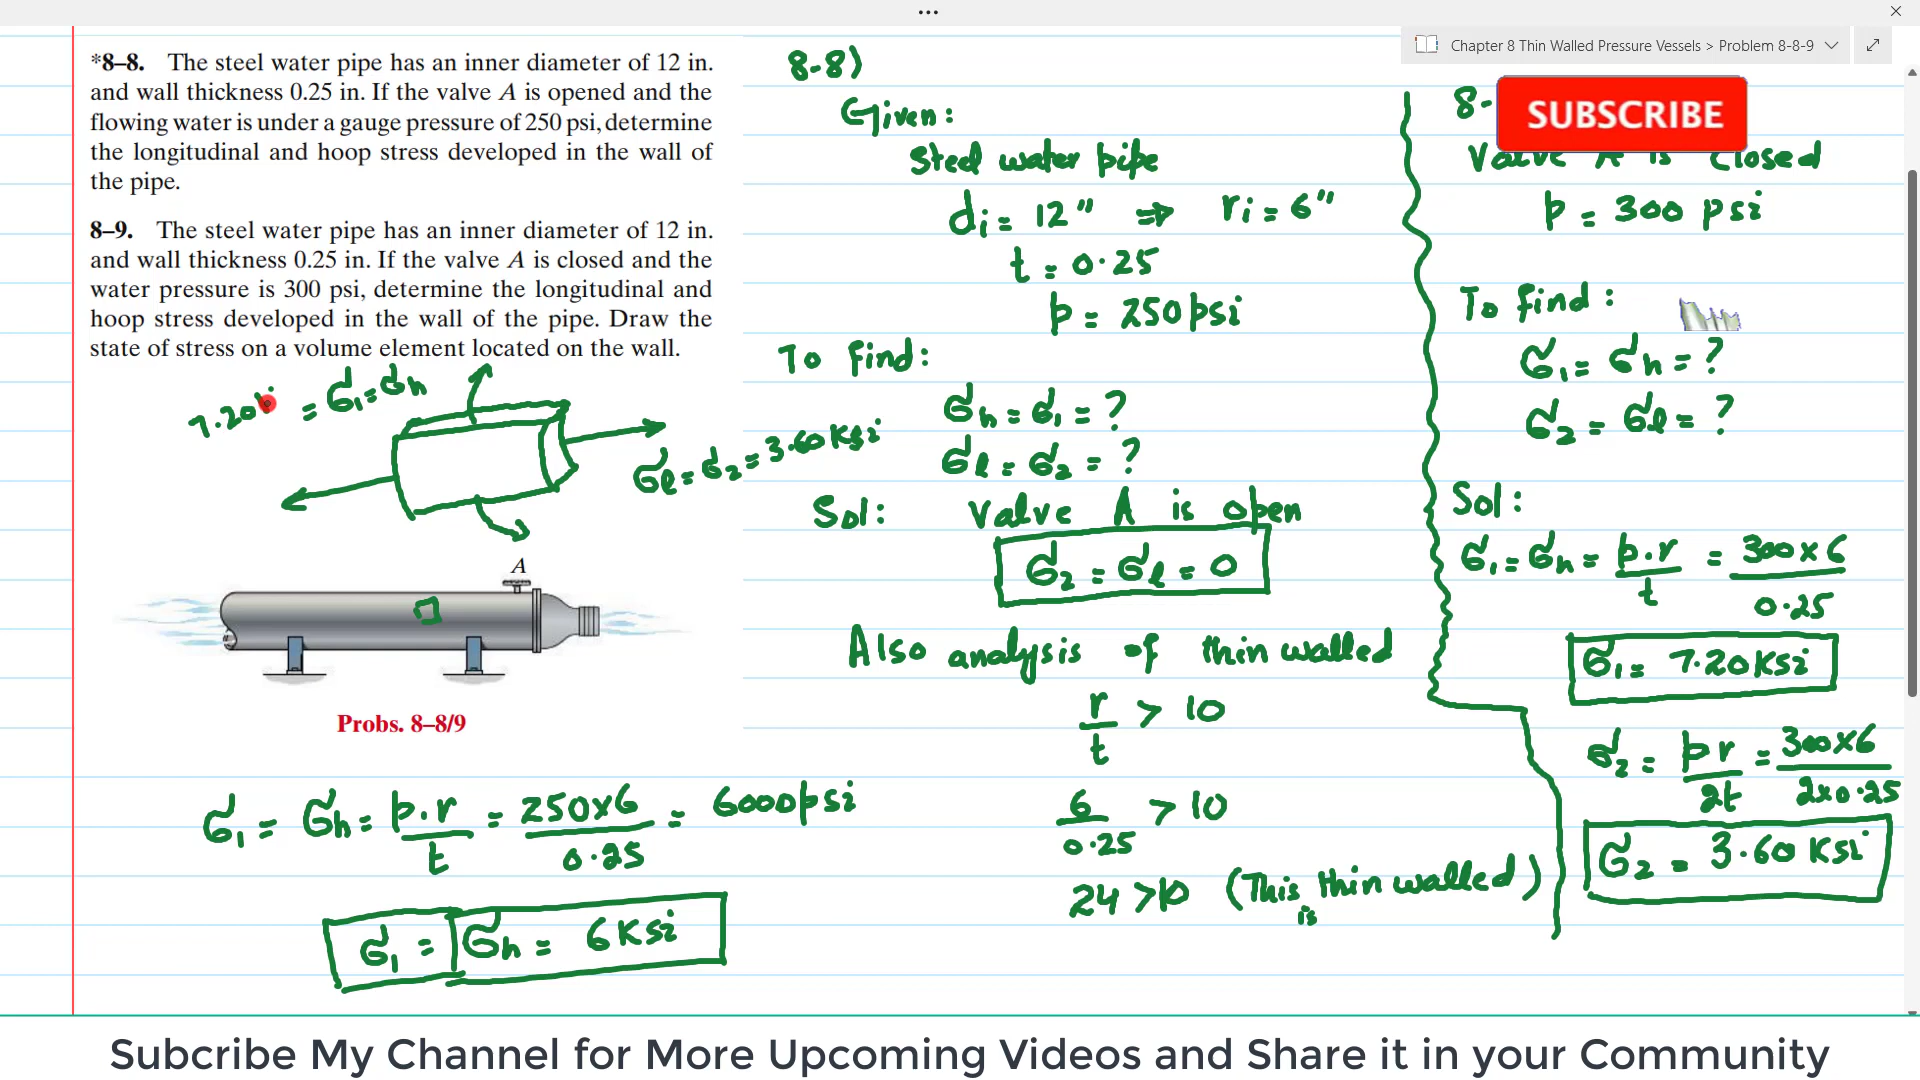 ...
Chapter 8 Thin Walled Pressure Vessels > Problem 8-8-9
*8–8. The steel water pipe has an inner diameter of 12 in.
and wall thickness 0.25 in. If the valve A is opened and the
flowing water is under a gauge pressure of 250 psi, determine
the longitudinal and hoop stress developed in the wall of
the pipe.
8–9. The steel water pipe has an inner diameter of 12 in.
and wall thickness 0.25 in. If the valve A is closed and the
water pressure is 300 psi, determine the longitudinal and
hoop stress developed in the wall of the pipe. Draw the
state of stress on a volume element located on the wall.
7.20 = σ₁ = σh
σl = σ₂ = 3.60 Ksi
A
Probs. 8–8/9
σ₁ = σh = p.r/t = 250×6/0.25 = 6000 psi
σ₁ = σh = 6 Ksi
8-8)
Given:
Steel water pipe
di = 12" ⇒ ri = 6"
t = 0.25
p = 250 psi
To find:
σh = σ₁ = ?
σl = σ₂ = ?
Sol: Valve A is open
σ₂ = σl = 0
Also analysis of thin walled
r/t > 10
6/0.25 > 10
24 > 10 (This is thin walled)
8-
SUBSCRIBE
Valve A is closed
p = 300 psi
To find:
σ₁ = σh = ?
σ₂ = σl = ?
Sol:
σ₁ = σh = p.r/t = 300×6/0.25
σ₁ = 7.20 Ksi
σ₂ = pr/2t = 300×6/2×0.25
σ₂ = 3.60 Ksi
Subcribe My Channel for More Upcoming Videos and Share it in your Community